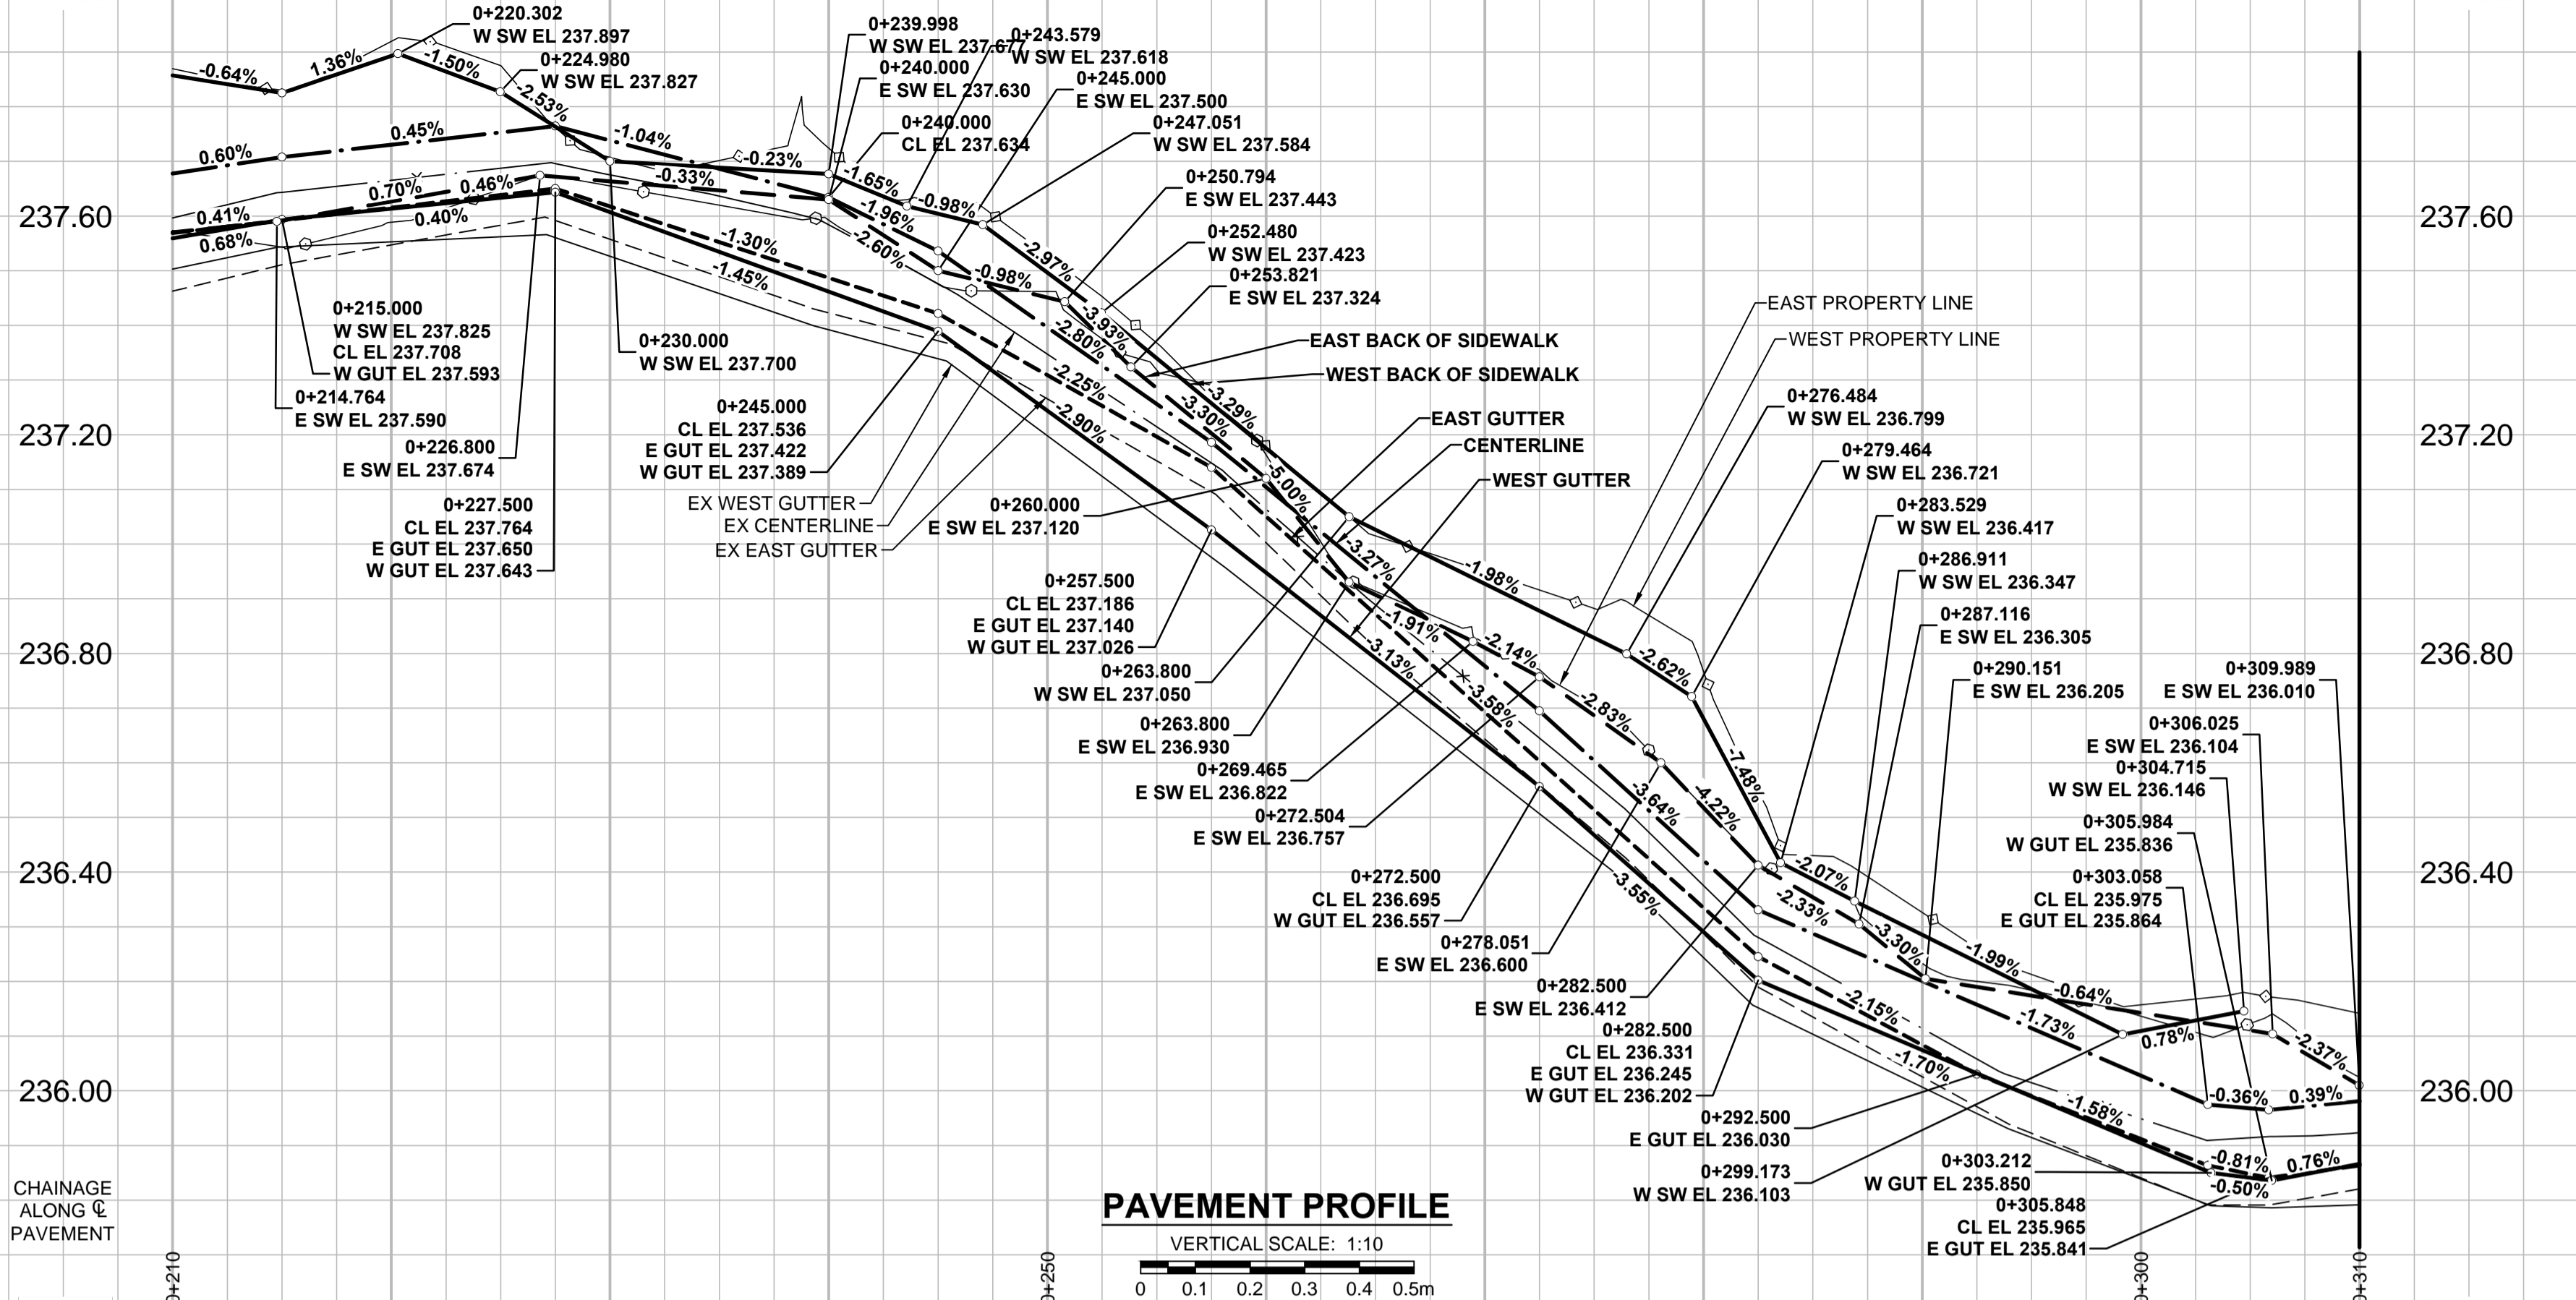 0+220.302
W SW EL 237.897
0+224.980
W SW EL 237.827
0+239.998
W SW EL 237.677
0+240.000
E SW EL 237.630
0+240.000
CL EL 237.634
0+243.579
W SW EL 237.618
0+245.000
E SW EL 237.500
0+247.051
W SW EL 237.584
0+250.794
E SW EL 237.443
0+252.480
W SW EL 237.423
0+253.821
E SW EL 237.324
-0.64%
1.36%
-1.50%
-2.53%
0.60%
0.45%
-1.04%
-0.23%
-0.33%
-1.65%
-0.98%
-1.96%
-2.60%
0.41%
0.70%
0.46%
0.40%
0.68%
-1.30%
-1.45%
-0.98%
-2.97%
-3.93%
-2.80%
237.60
237.60
0+215.000
W SW EL 237.825
CL EL 237.708
W GUT EL 237.593
0+214.764
E SW EL 237.590
0+226.800
E SW EL 237.674
0+227.500
CL EL 237.764
E GUT EL 237.650
W GUT EL 237.643
0+230.000
W SW EL 237.700
0+245.000
CL EL 237.536
E GUT EL 237.422
W GUT EL 237.389
EX WEST GUTTER
EX CENTERLINE
EX EAST GUTTER
EAST PROPERTY LINE
WEST PROPERTY LINE
EAST BACK OF SIDEWALK
WEST BACK OF SIDEWALK
EAST GUTTER
CENTERLINE
WEST GUTTER
237.20
237.20
-2.25%
-2.90%
-3.29%
-3.30%
-5.00%
-3.27%
-1.98%
-1.91%
-2.14%
-3.13%
-3.58%
-2.83%
-2.62%
-7.48%
-3.64%
-4.22%
-3.55%
0+260.000
E SW EL 237.120
0+257.500
CL EL 237.186
E GUT EL 237.140
W GUT EL 237.026
0+263.800
W SW EL 237.050
0+263.800
E SW EL 236.930
0+269.465
E SW EL 236.822
0+272.504
E SW EL 236.757
0+272.500
CL EL 236.695
W GUT EL 236.557
0+278.051
E SW EL 236.600
0+282.500
E SW EL 236.412
0+282.500
CL EL 236.331
E GUT EL 236.245
W GUT EL 236.202
0+276.484
W SW EL 236.799
0+279.464
W SW EL 236.721
0+283.529
W SW EL 236.417
0+286.911
W SW EL 236.347
0+287.116
E SW EL 236.305
0+290.151
E SW EL 236.205
0+309.989
E SW EL 236.010
0+306.025
E SW EL 236.104
0+304.715
W SW EL 236.146
0+305.984
W GUT EL 235.836
0+303.058
CL EL 235.975
E GUT EL 235.864
236.80
236.80
236.40
236.40
-2.07%
-2.33%
-3.30%
-1.99%
-0.64%
-2.15%
-1.73%
0.78%
-2.37%
-1.70%
-1.58%
-0.36%
0.39%
-0.81%
0.76%
-0.50%
236.00
236.00
0+292.500
E GUT EL 236.030
0+299.173
W SW EL 236.103
0+303.212
W GUT EL 235.850
0+305.848
CL EL 235.965
E GUT EL 235.841
CHAINAGE
ALONG ℄
PAVEMENT
PAVEMENT PROFILE
VERTICAL SCALE: 1:10
0 0.1 0.2 0.3 0.4 0.5m
0+210
0+250
0+300
0+310